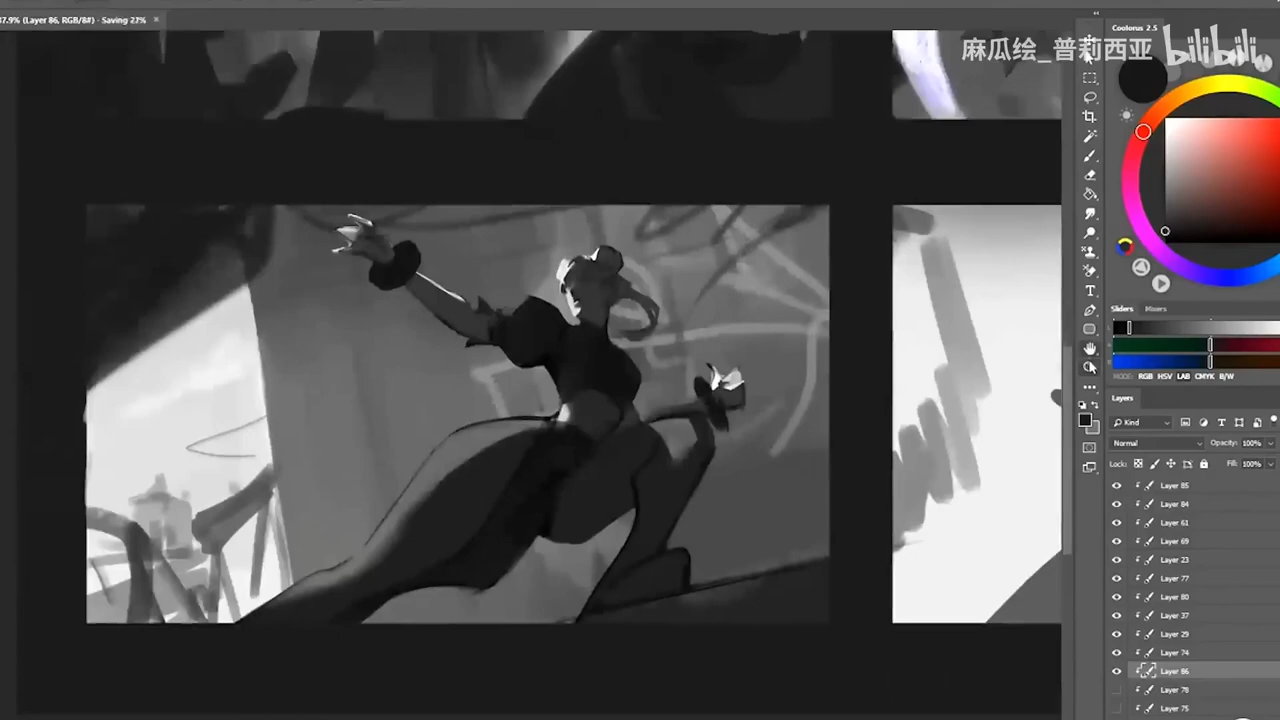 37.9% (Layer 86, RGB/8#) - Saving 22% ×
Coolorus 2.5
麻瓜绘_普莉西亚 bilibili
Sliders Mixers
MODE: RGB HSV LAB CMYK B/W
Layers
Kind
Normal Opacity: 100%
Lock: Fill: 100%
Layer 85
Layer 84
Layer 61
Layer 69
Layer 23
Layer 77
Layer 80
Layer 37
Layer 29
Layer 74
Layer 86
Layer 78
Layer 75